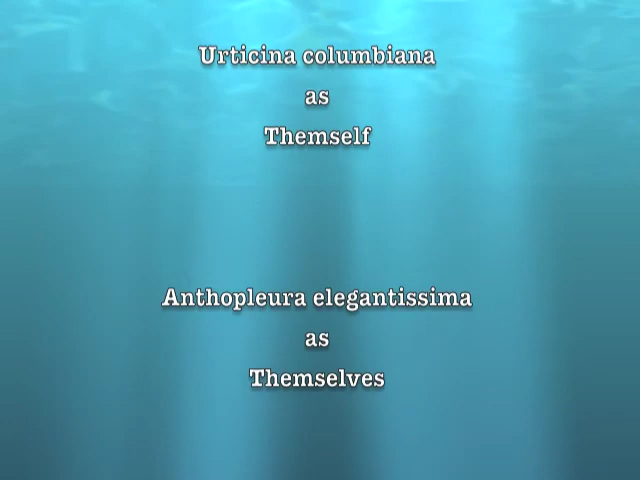 Urticina columbiana
as
Themself
Anthopleura elegantissima
as
Themselves